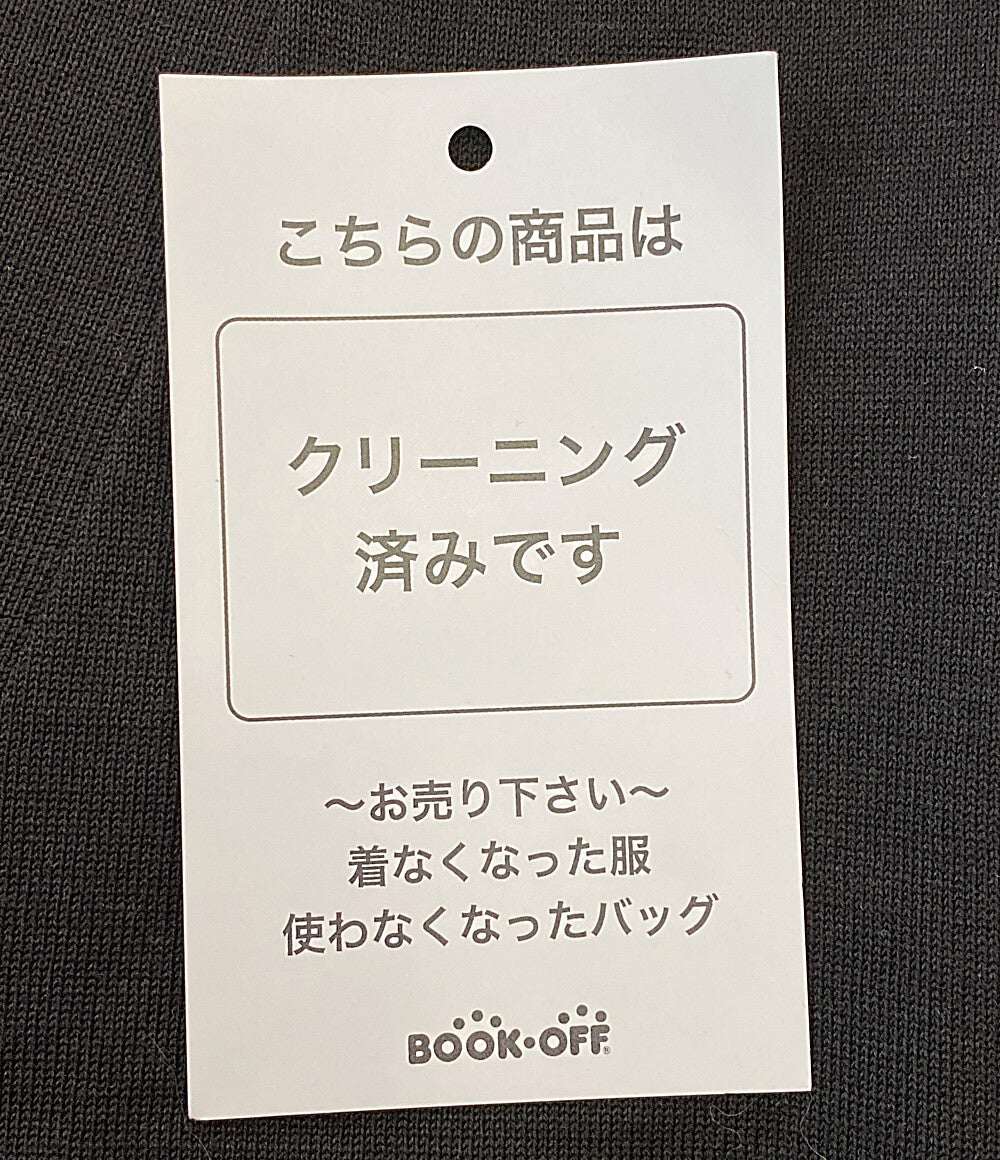 こちらの商品は
クリーニング
済みです
～お売り下さい～
着なくなった服
使わなくなったバッグ
BOOK・OFF®